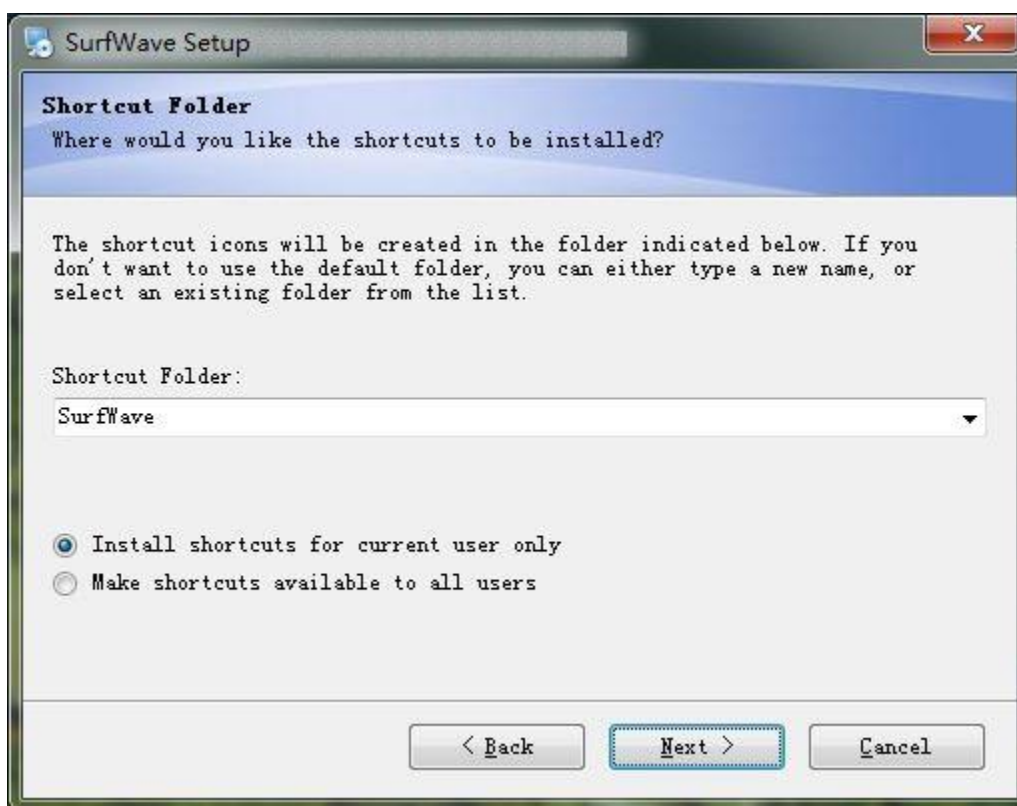 SurfWave Setup
Shortcut Folder
Where would you like the shortcuts to be installed?
The shortcut icons will be created in the folder indicated below. If you
don't want to use the default folder, you can either type a new name, or
select an existing folder from the list.
Shortcut Folder:
SurfWave
Install shortcuts for current user only
Make shortcuts available to all users
< Back
Next >
Cancel